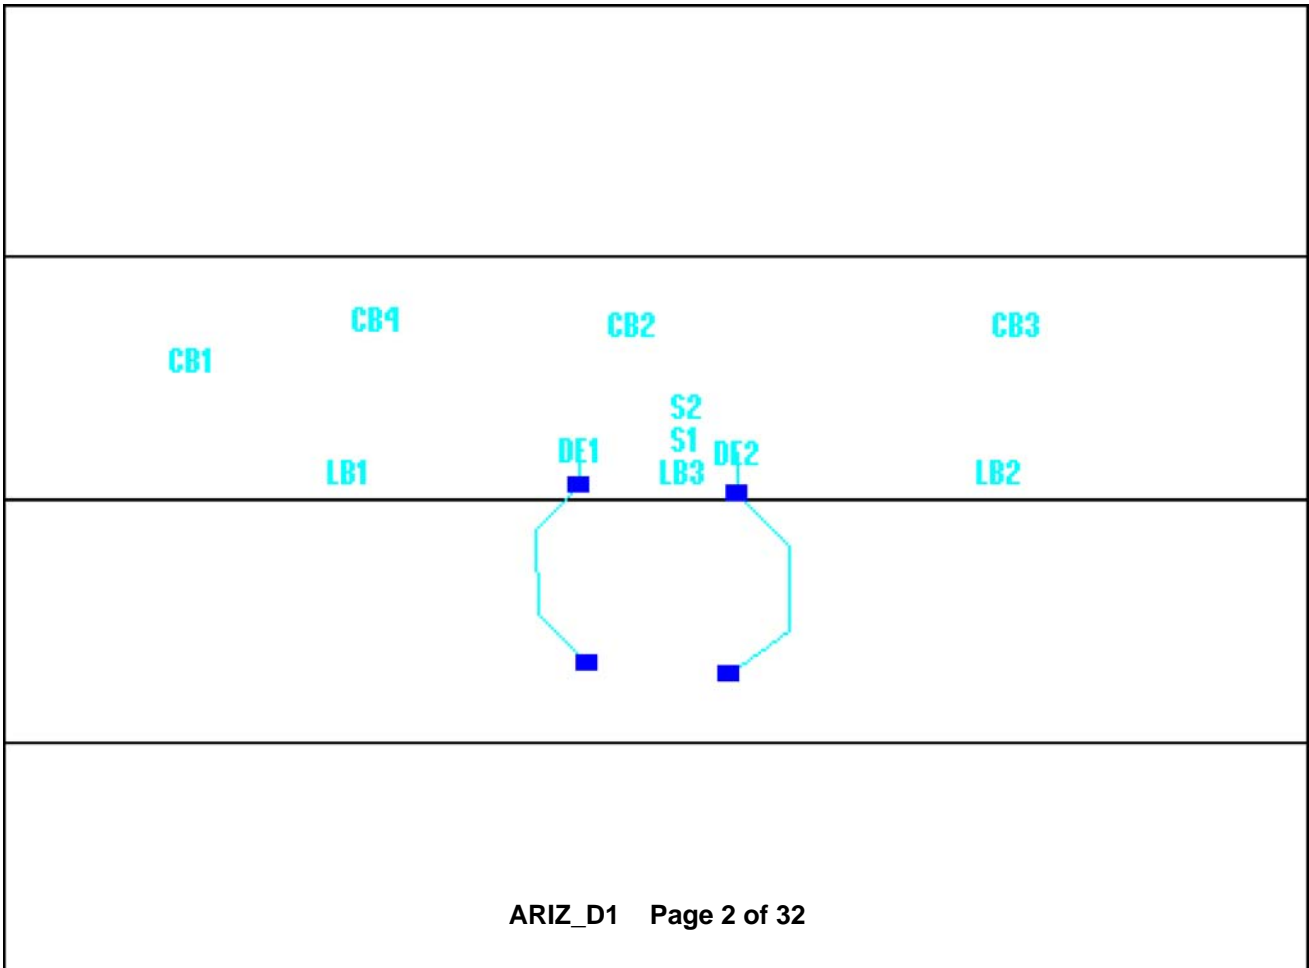 CB4
CB2
CB3
CB1
S2
S1
DE1
DE2
LB1
LB3
LB2
ARIZ_D1 Page 2 of 32